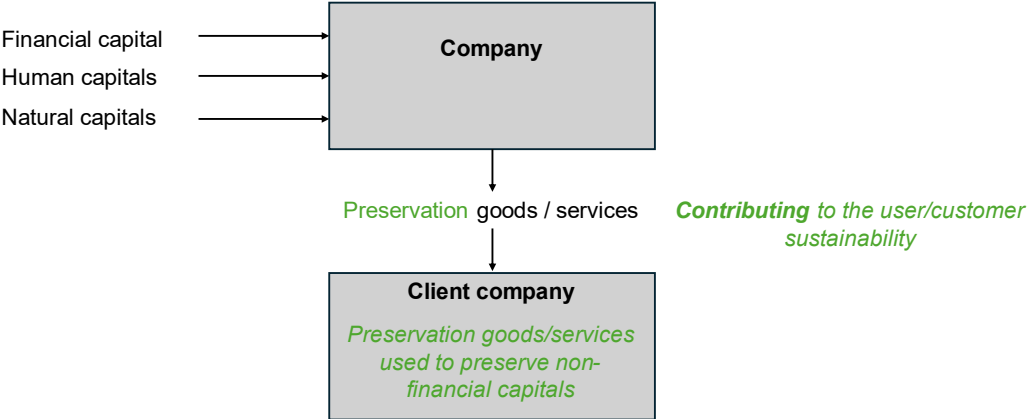 Company
Financial capital
Human capitals
Natural capitals
Preservation goods / services
Contributing to the user/customer
sustainability
Client company
Preservation goods/services
used to preserve non-
financial capitals